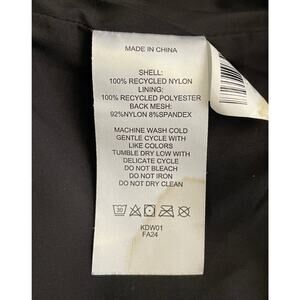 MADE IN CHINA
SHELL:
100% RECYCLED NYLON
LINING:
100% RECYCLED POLYESTER
BACK MESH:
92%NYLON 8%SPANDEX
MACHINE WASH COLD
GENTLE CYCLE WITH
LIKE COLORS
TUMBLE DRY LOW WITH
DELICATE CYCLE
DO NOT BLEACH
DO NOT IRON
DO NOT DRY CLEAN
30
KDW01
FA24